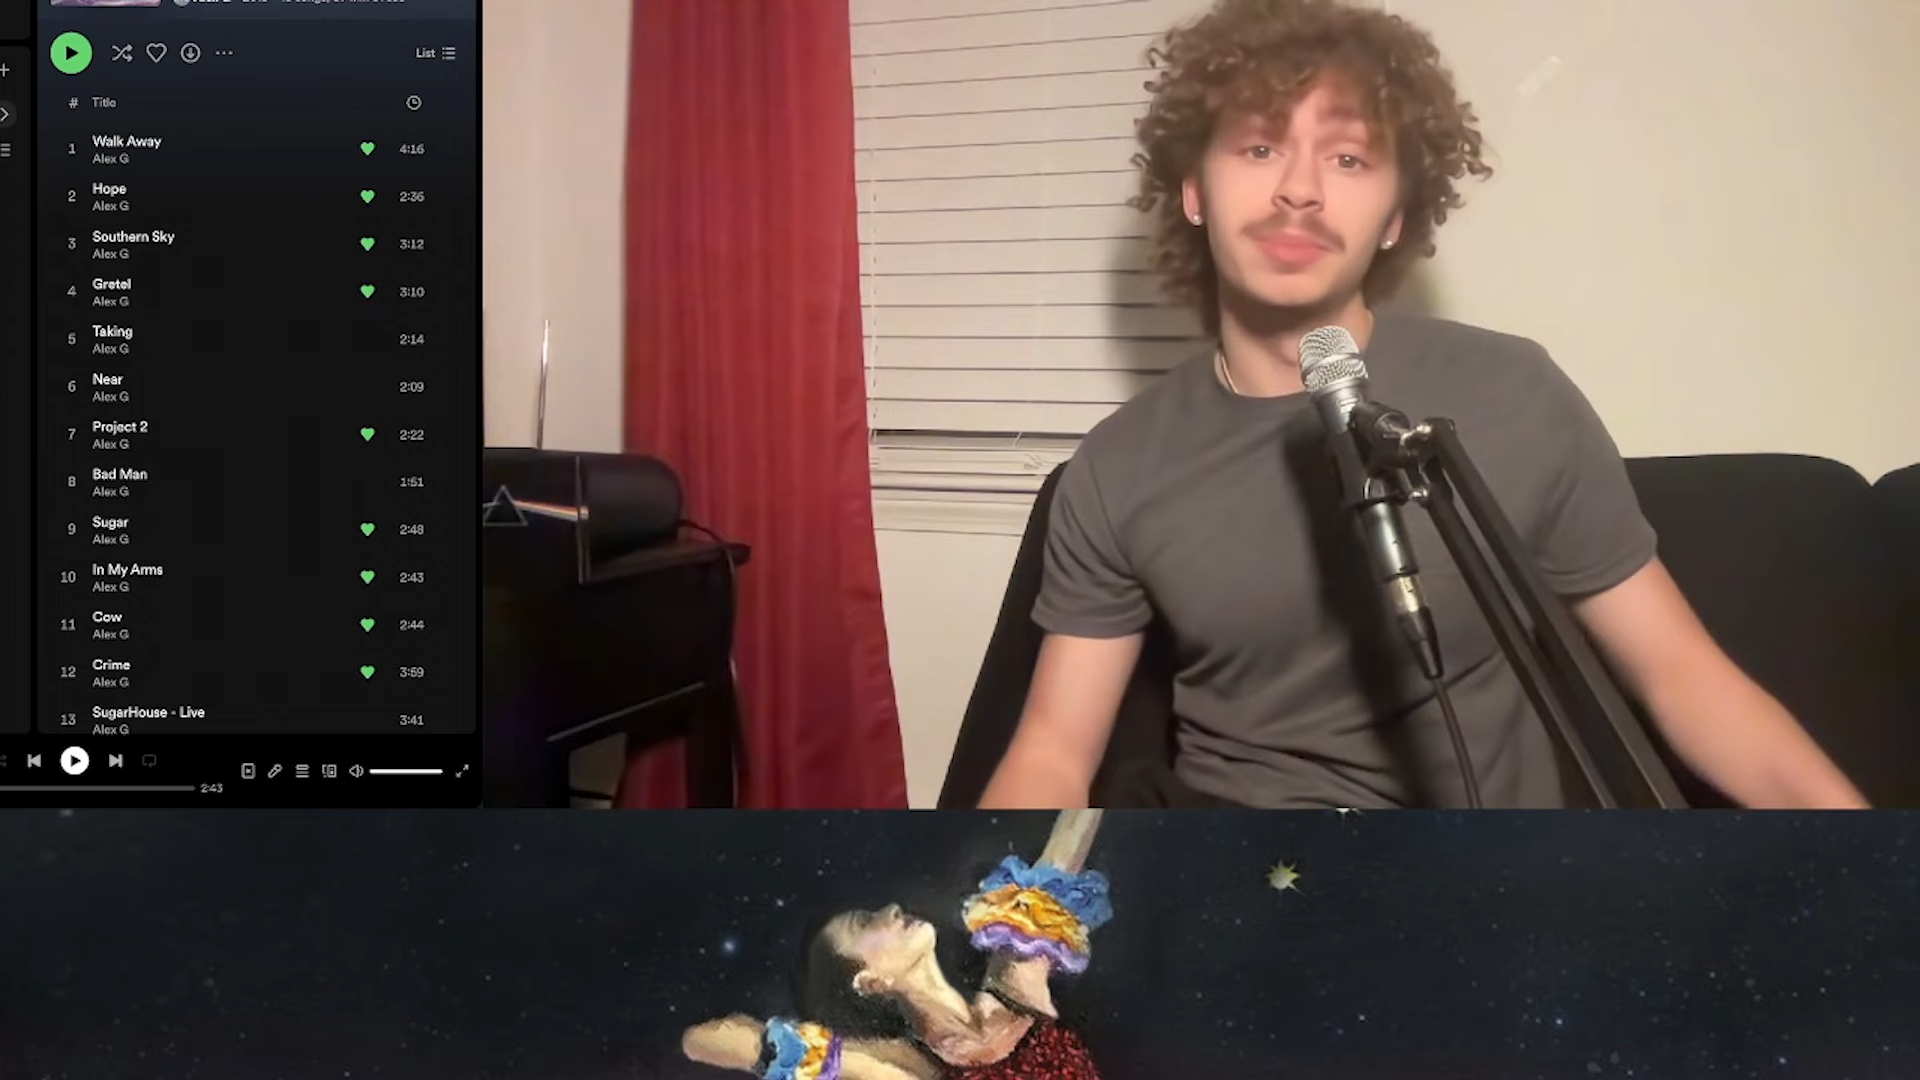 List
# Title
1 Walk Away 4:16
Alex G
2 Hope 2:36
Alex G
3 Southern Sky 3:12
Alex G
4 Gretel 3:10
Alex G
5 Taking 2:14
Alex G
6 Near 2:09
Alex G
7 Project 2 2:22
Alex G
8 Bad Man 1:51
Alex G
9 Sugar 2:48
Alex G
10 In My Arms 2:43
Alex G
11 Cow 2:44
Alex G
12 Crime 3:59
Alex G
13 SugarHouse - Live 3:41
Alex G
2:43